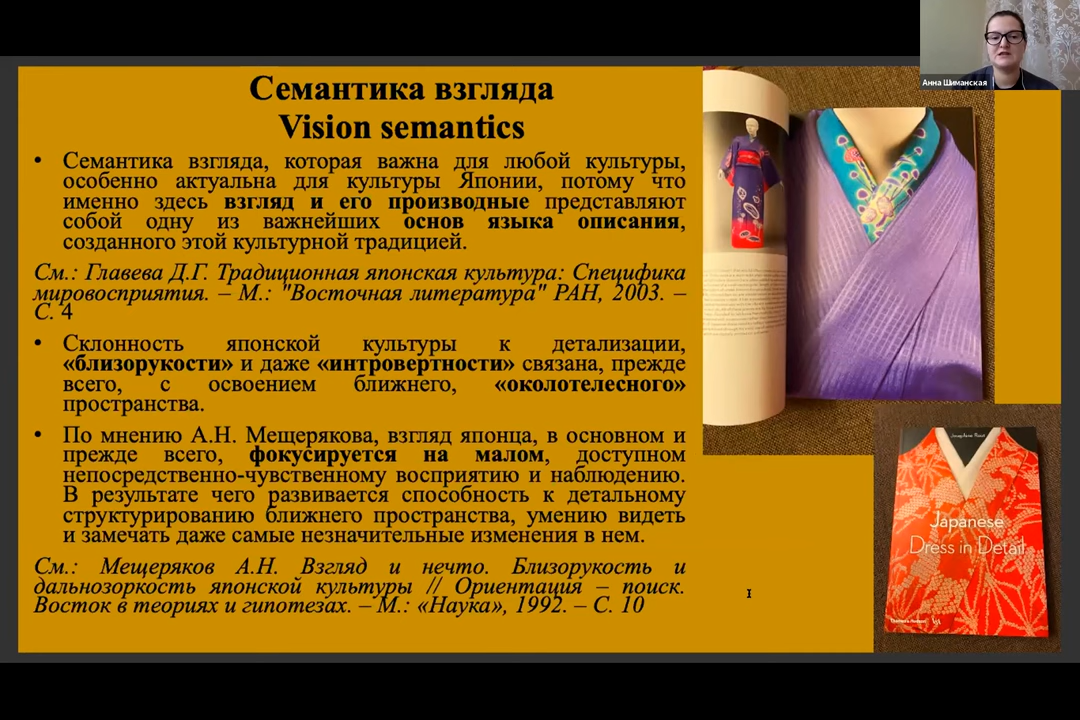 Анна Шиманская
Семантика взгляда
Vision semantics
• Семантика взгляда, которая важна для любой культуры,
особенно актуальна для культуры Японии, потому что
именно здесь взгляд и его производные представляют
собой одну из важнейших основ языка описания,
созданного этой культурной традицией.
См.: Главева Д.Г. Традиционная японская культура: Специфика
мировосприятия. – М.: "Восточная литература" РАН, 2003. –
С. 4
• Склонность японской культуры к детализации,
«близорукости» и даже «интровертности» связана, прежде
всего, с освоением ближнего, «околотелесного»
пространства.
• По мнению А.Н. Мещерякова, взгляд японца, в основном и
прежде всего, фокусируется на малом, доступном
непосредственно-чувственному восприятию и наблюдению.
В результате чего развивается способность к детальному
структурированию ближнего пространства, умению видеть
и замечать даже самые незначительные изменения в нем.
См.: Мещеряков А.Н. Взгляд и нечто. Близорукость и
дальнозоркость японской культуры // Ориентация – поиск.
Восток в теориях и гипотезах. – М.: «Наука», 1992. – С. 10
Japanese
Dress in Detail